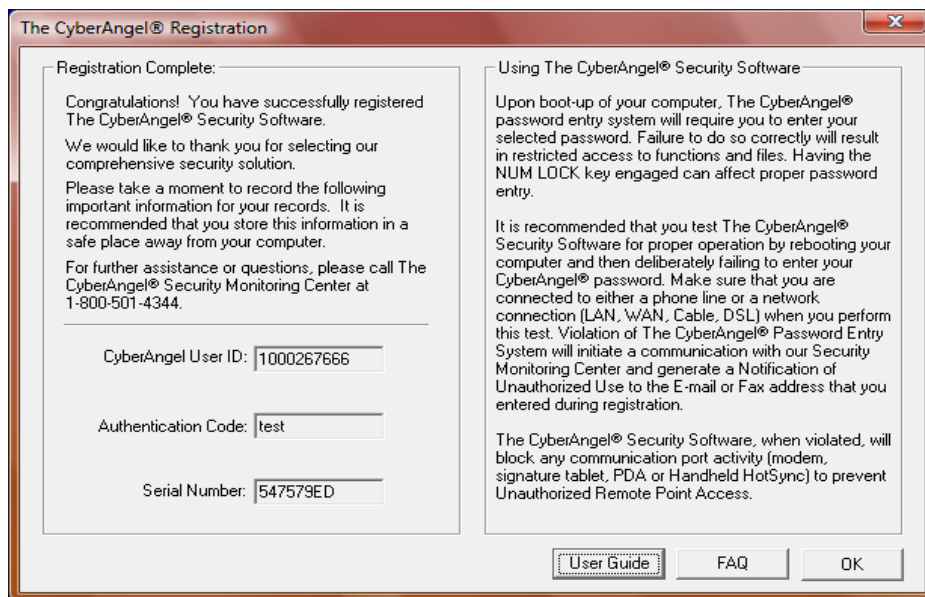 The CyberAngel® Registration
Registration Complete:
Congratulations! You have successfully registered
The CyberAngel® Security Software.
We would like to thank you for selecting our
comprehensive security solution.
Please take a moment to record the following
important information for your records. It is
recommended that you store this information in a
safe place away from your computer.
For further assistance or questions, please call The
CyberAngel® Security Monitoring Center at
1-800-501-4344.
CyberAngel User ID: 1000267666
Authentication Code: test
Serial Number: 547579ED
Using The CyberAngel® Security Software
Upon boot-up of your computer, The CyberAngel®
password entry system will require you to enter your
selected password. Failure to do so correctly will result
in restricted access to functions and files. Having the
NUM LOCK key engaged can affect proper password
entry.
It is recommended that you test The CyberAngel®
Security Software for proper operation by rebooting your
computer and then deliberately failing to enter your
CyberAngel® password. Make sure that you are
connected to either a phone line or a network
connection (LAN, WAN, Cable, DSL) when you perform
this test. Violation of The CyberAngel® Password Entry
System will initiate a communication with our Security
Monitoring Center and generate a Notification of
Unauthorized Use to the E-mail or Fax address that you
entered during registration.
The CyberAngel® Security Software, when violated, will
block any communication port activity (modem,
signature tablet, PDA or Handheld HotSync) to prevent
Unauthorized Remote Point Access.
User Guide
FAQ
OK